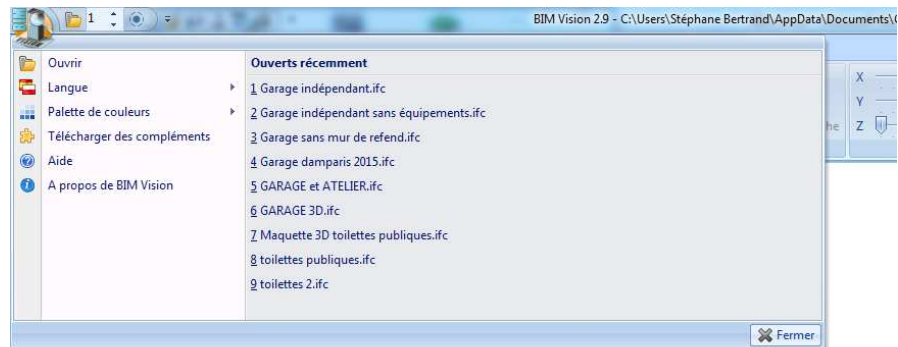 1
BIM Vision 2.9 - C:\Users\Stéphane Bertrand\AppData\Documents\
Ouvrir
Langue
Palette de couleurs
Télécharger des compléments
Aide
A propos de BIM Vision
Ouverts récemment
1 Garage indépendant.ifc
2 Garage indépendant sans équipements.ifc
3 Garage sans mur de refend.ifc
4 Garage damparis 2015.ifc
5 GARAGE et ATELIER.ifc
6 GARAGE 3D.ifc
7 Maquette 3D toilettes publiques.ifc
8 toilettes publiques.ifc
9 toilettes 2.ifc
X
Y
he Z
Fermer